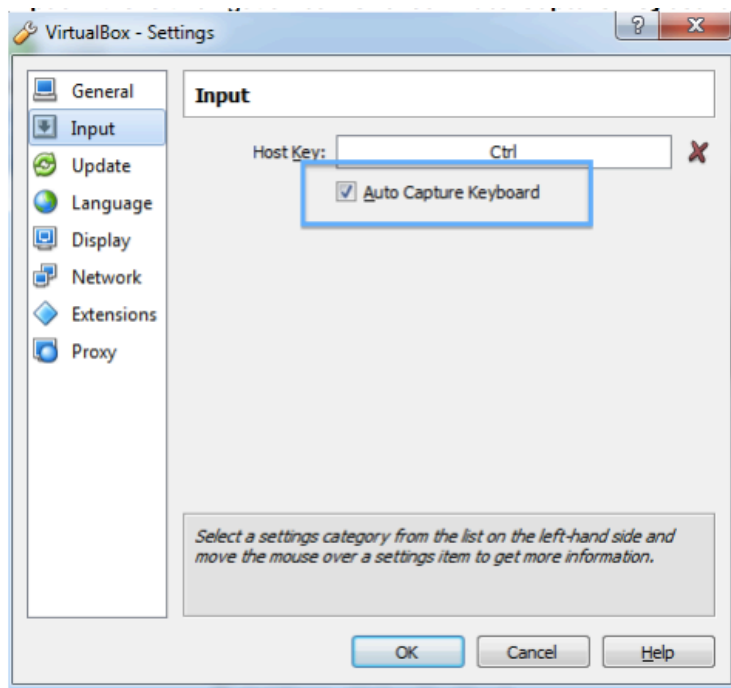 VirtualBox - Settings
?
X
General
Input
Update
Language
Display
Network
Extensions
Proxy
Input
Host Key:
Ctrl
Auto Capture Keyboard
Select a settings category from the list on the left-hand side and
move the mouse over a settings item to get more information.
OK
Cancel
Help